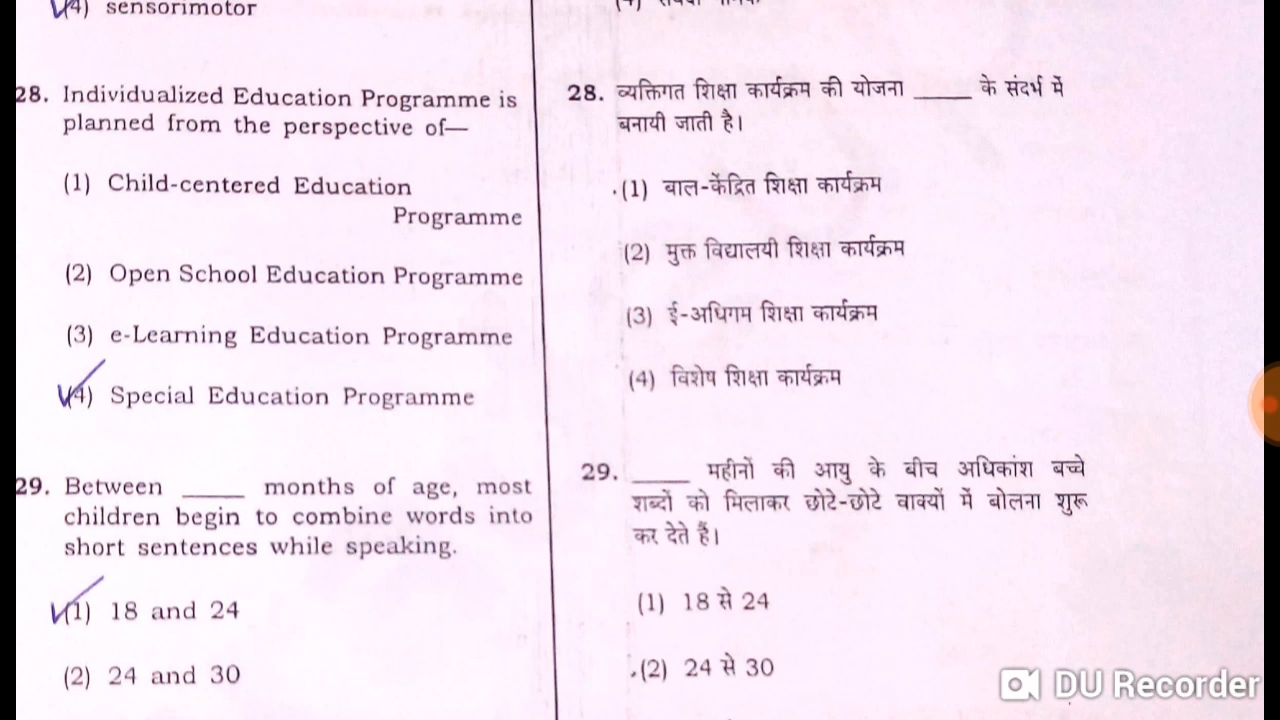 (4) sensorimotor
28. Individualized Education Programme is
planned from the perspective of—
(1) Child-centered Education
Programme
(2) Open School Education Programme
(3) e-Learning Education Programme
(4) Special Education Programme
29. Between _____ months of age, most
children begin to combine words into
short sentences while speaking.
(1) 18 and 24
(2) 24 and 30
28. व्यक्तिगत शिक्षा कार्यक्रम की योजना _____ के संदर्भ में
बनायी जाती है।
(1) बाल-केंद्रित शिक्षा कार्यक्रम
(2) मुक्त विद्यालयी शिक्षा कार्यक्रम
(3) ई-अधिगम शिक्षा कार्यक्रम
(4) विशेष शिक्षा कार्यक्रम
29. _____ महीनों की आयु के बीच अधिकांश बच्चे
शब्दों को मिलाकर छोटे-छोटे वाक्यों में बोलना शुरू
कर देते हैं।
(1) 18 से 24
(2) 24 से 30
DU Recorder